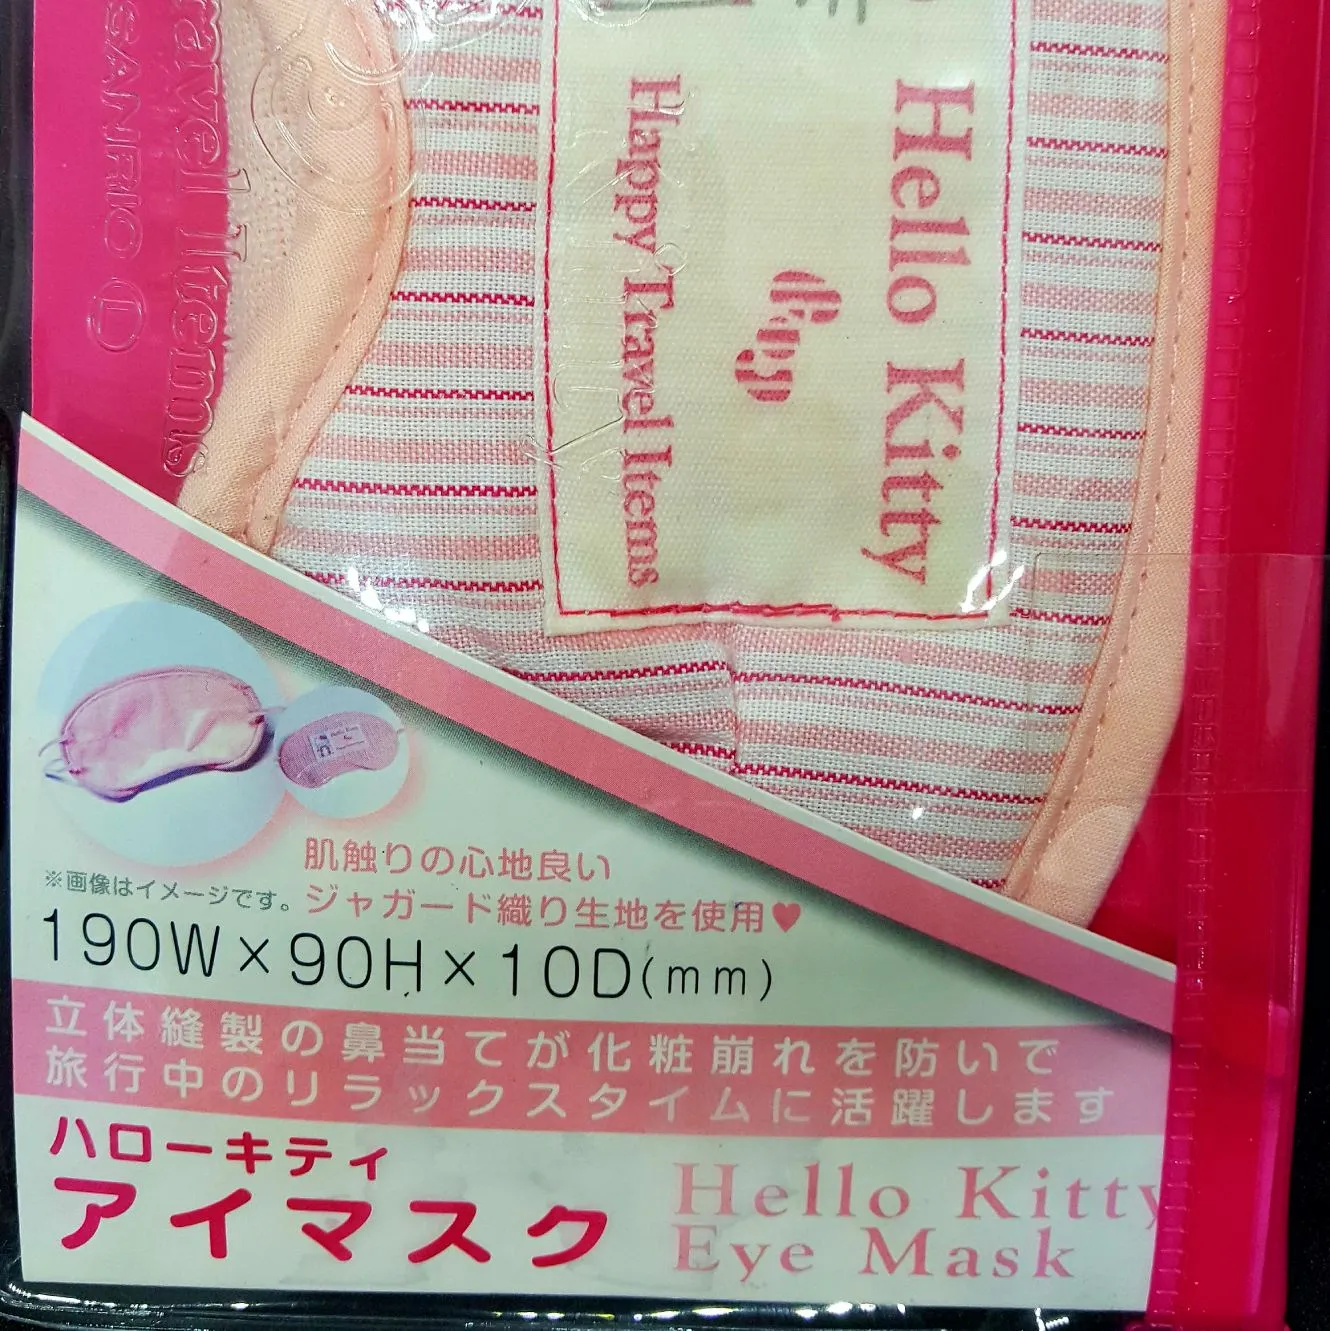 Travel Items
SANRIO L
Hello Kitty
Happy Travel Items
肌触りの心地良い
ジャガード織り生地を使用♥
※画像はイメージです。
190W×90H×10D(mm)
立体縫製の鼻当てが化粧崩れを防いで
旅行中のリラックスタイムに活躍します
ハローキティ
アイマスク
Hello Kitty
Eye Mask